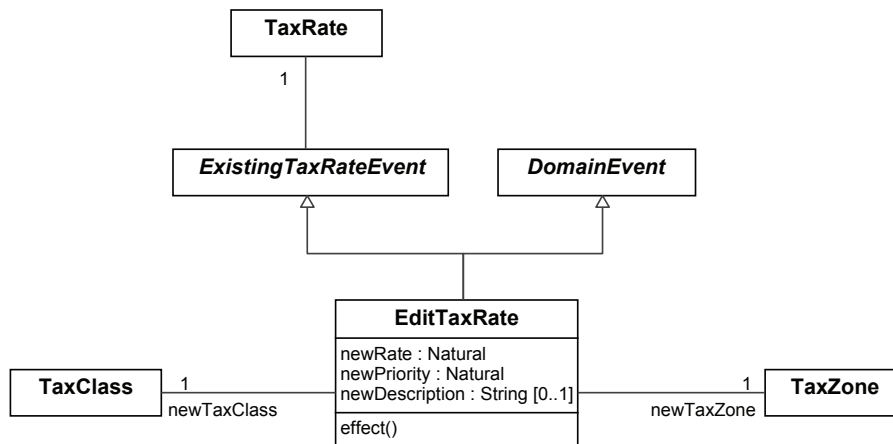 TaxRate
1
ExistingTaxRateEvent
DomainEvent
EditTaxRate
newRate : Natural
newPriority : Natural
newDescription : String [0..1]
effect()
TaxClass
1
newTaxClass
1
newTaxZone
TaxZone